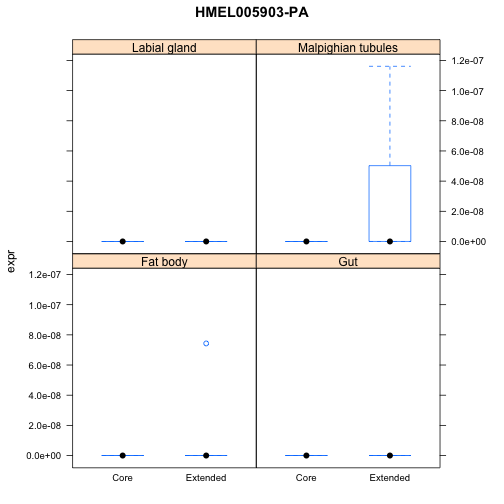 HMEL005903-PA
Labial gland Malpighian tubules
1.2e-07
1.0e-07
8.0e-08
6.0e-08
4.0e-08
2.0e-08
0.0e+00
expr
Fat body Gut
1.2e-07
1.0e-07
8.0e-08
6.0e-08
4.0e-08
2.0e-08
0.0e+00
Core Extended Core Extended